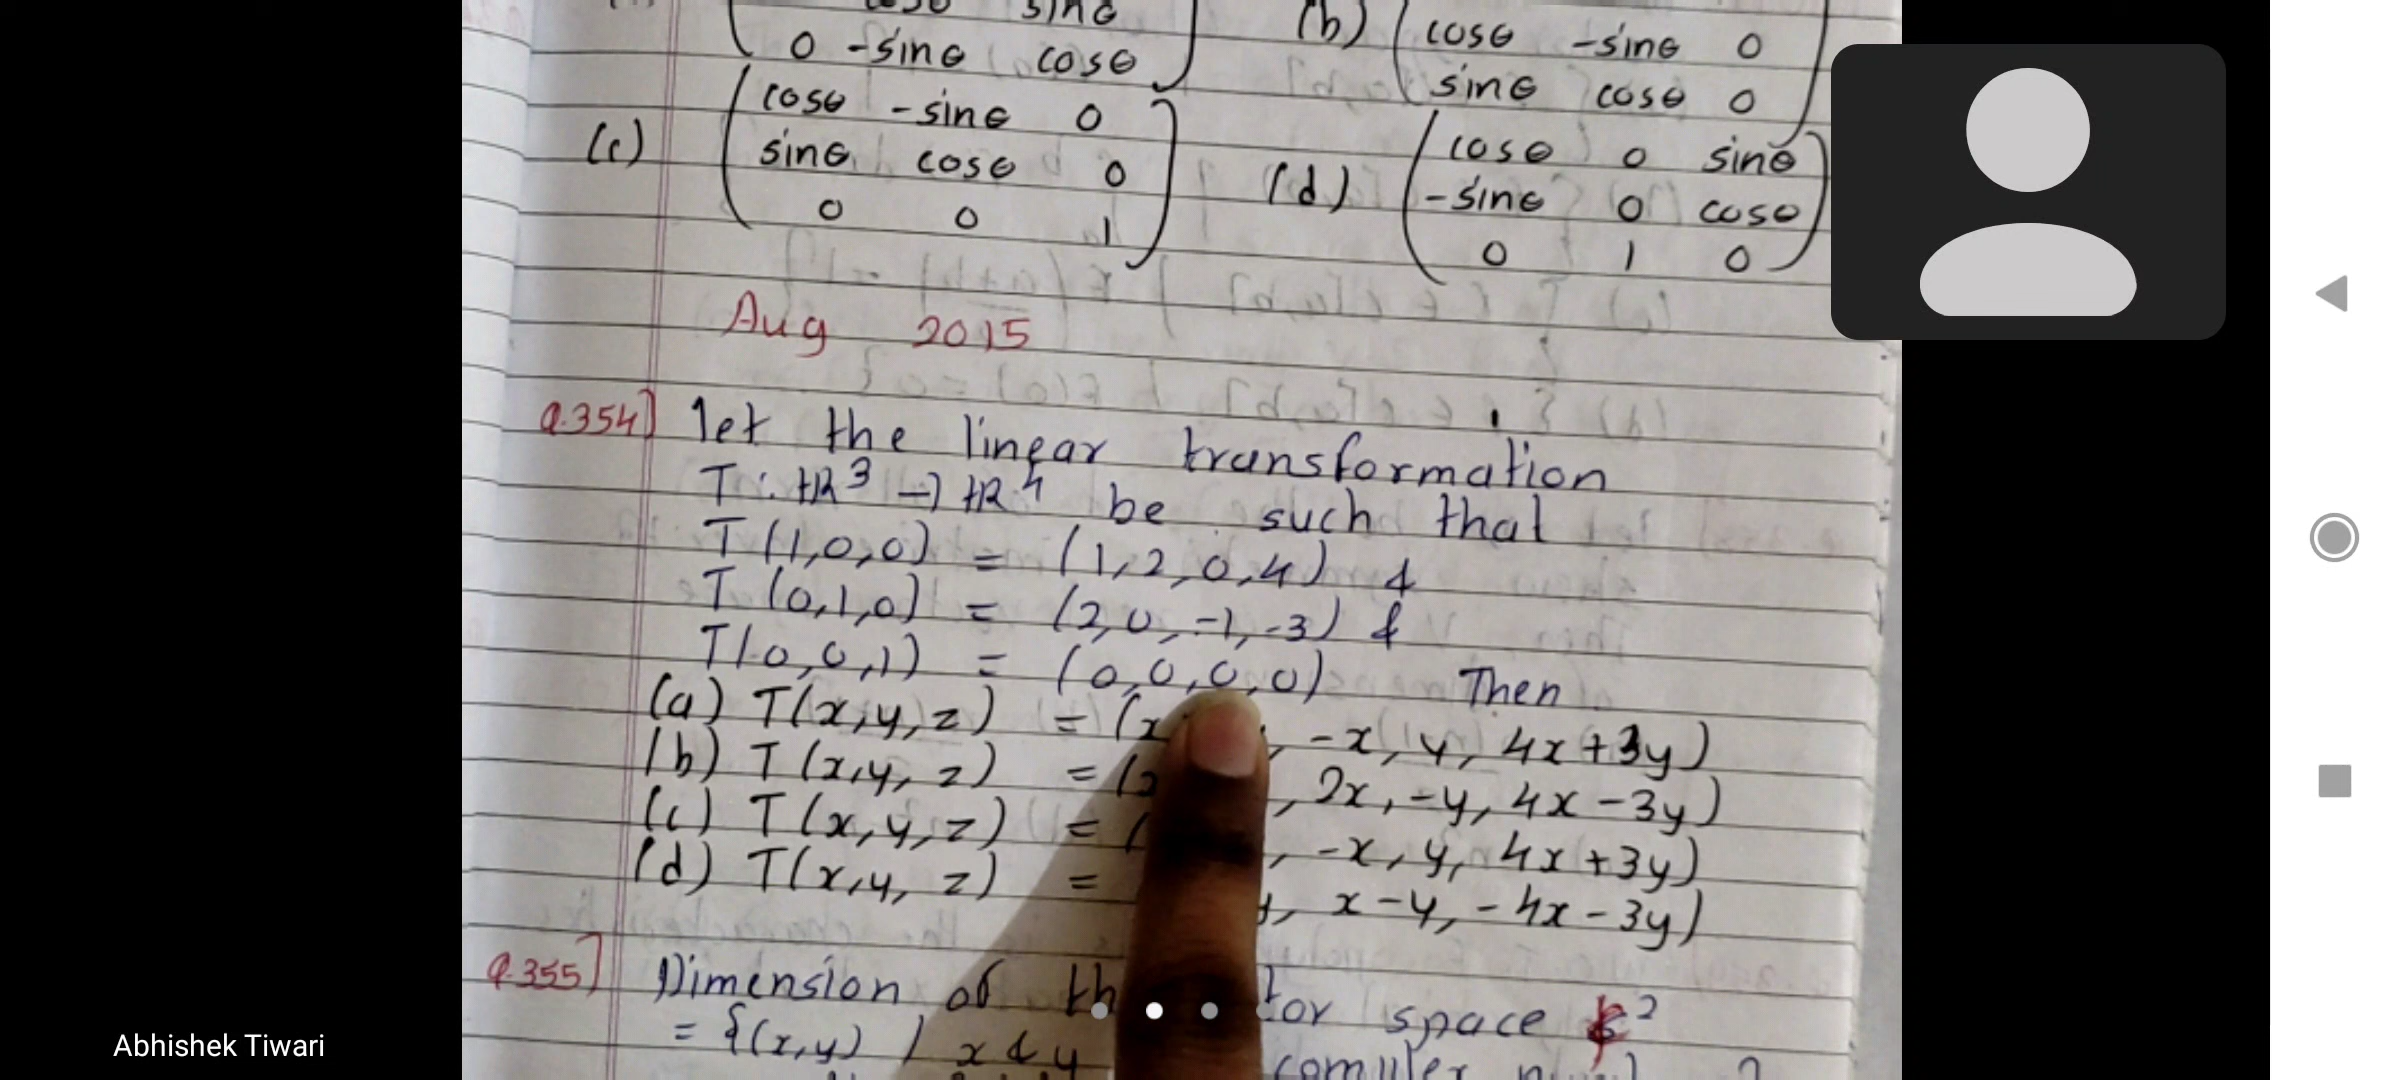 cosθ sinθ
0 -sinθ cosθ
(b) cosθ -sinθ 0
sinθ cosθ 0
(c) cosθ -sinθ 0
sinθ cosθ 0
0 0 1
(d) cosθ 0 sinθ
-sinθ 0 cosθ
0 1 0
Aug 2015
Q.354] let the linear transformation
T: ℝ³ → ℝ⁴ be such that
T(1,0,0) = (1,2,0,4) &
T(0,1,0) = (2,0,-1,-3) &
T(0,0,1) = (0,0,0,0) Then
(a) T(x,y,z) = (x , -x, y, 4x+3y)
(b) T(x,y,z) = ( , 2x, -y, 4x-3y)
(c) T(x,y,z) = ( , -x, y, 4x+3y)
(d) T(x,y,z) = y, x-y, -4x-3y)
Q.355] Dimension of space
= {(x,y) / x & y
Abhishek Tiwari